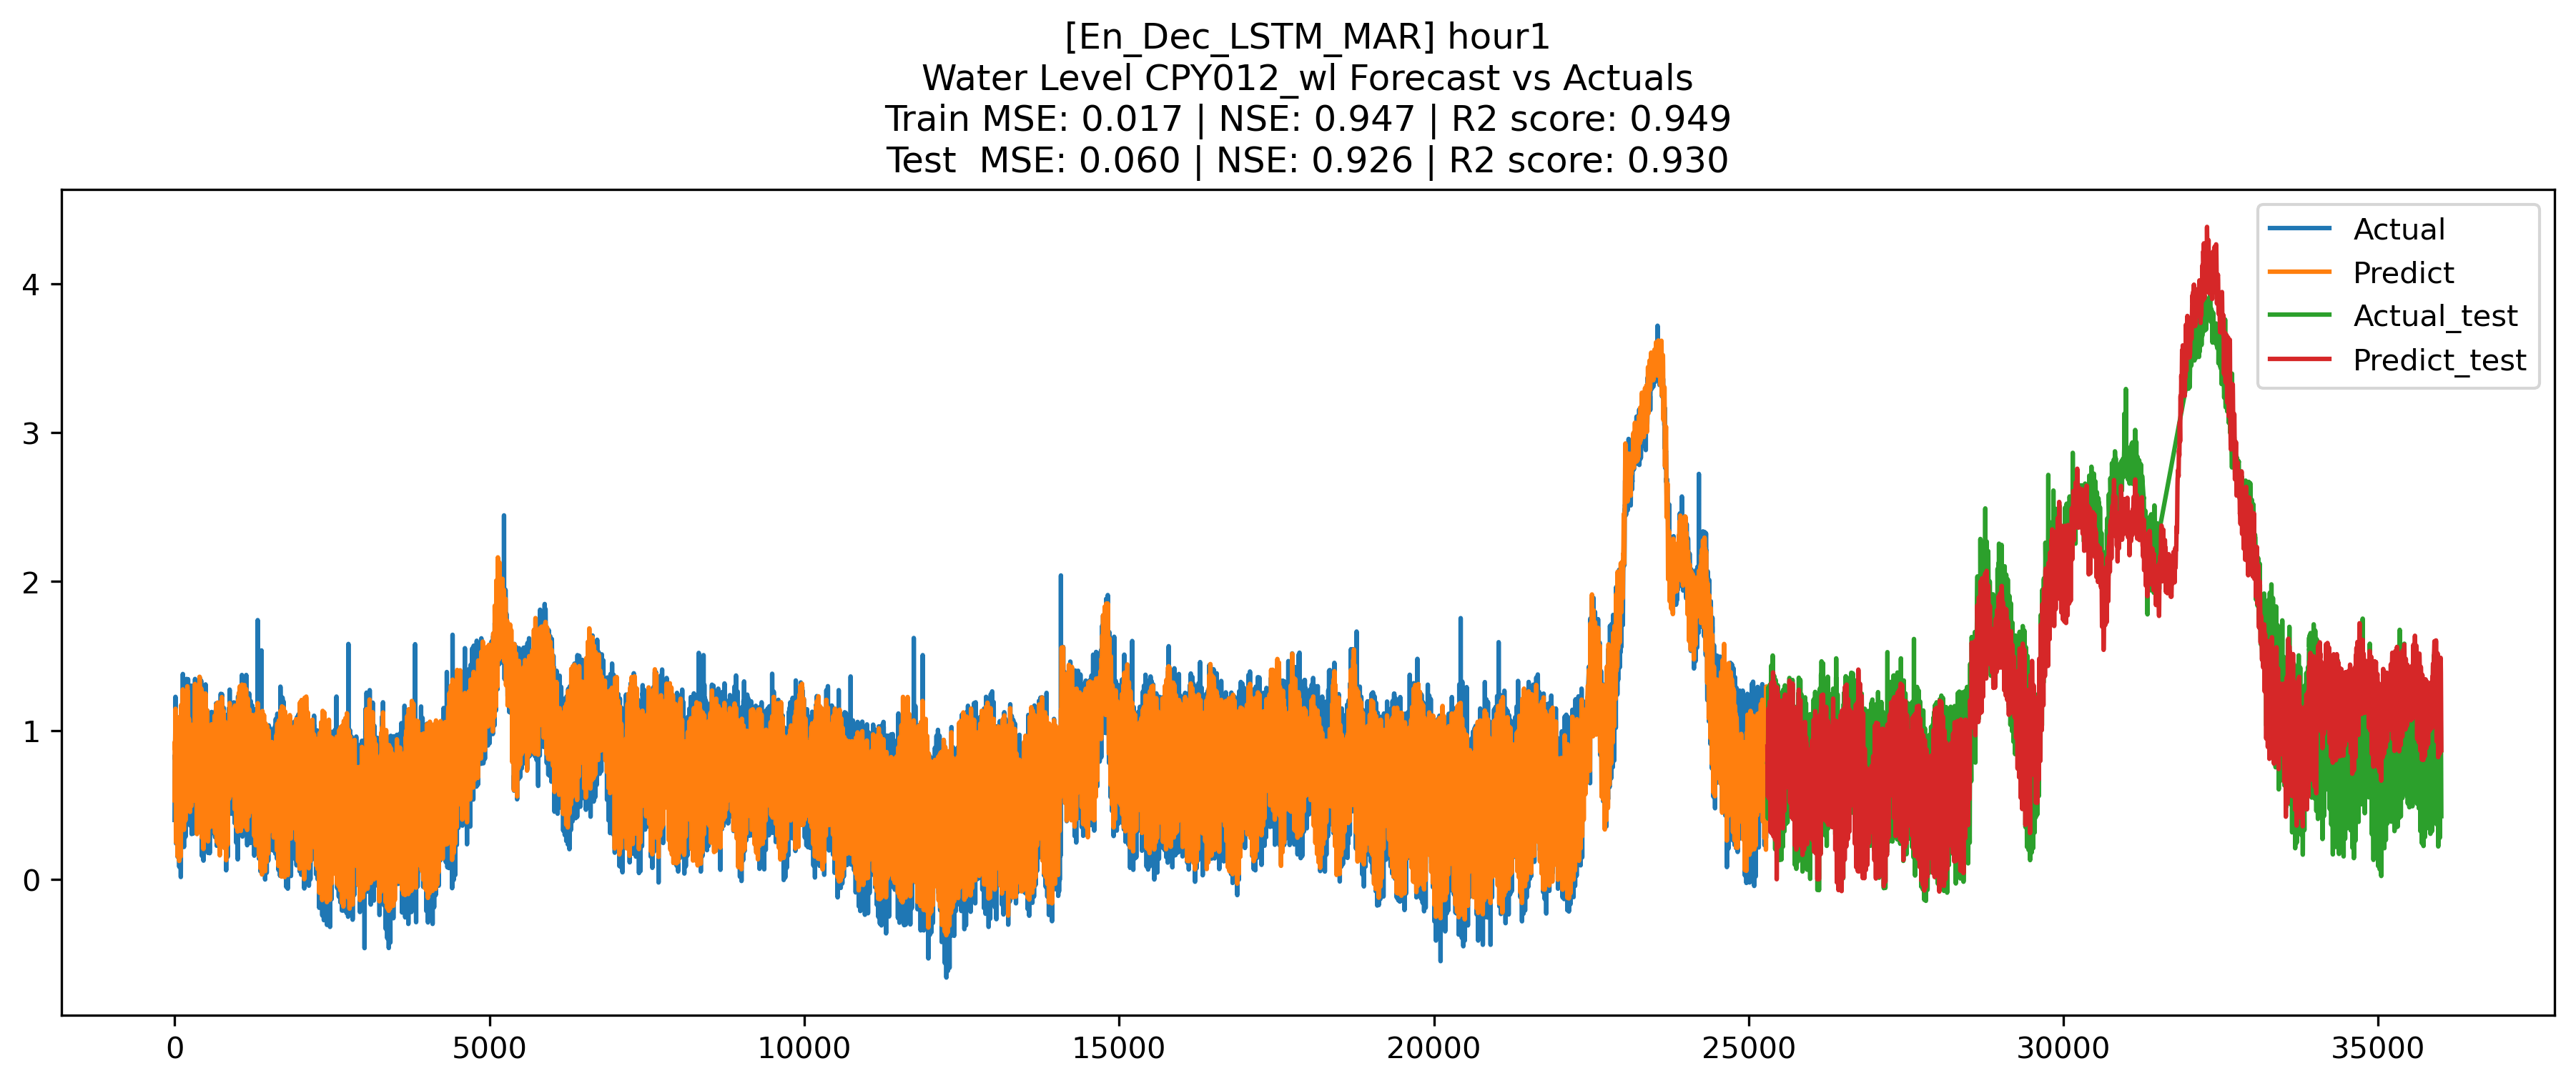 [En_Dec_LSTM_MAR] hour1
Water Level CPY012_wl Forecast vs Actuals
Train MSE: 0.017 | NSE: 0.947 | R2 score: 0.949
Test  MSE: 0.060 | NSE: 0.926 | R2 score: 0.930
Actual
Predict
Actual_test
Predict_test
4
3
2
1
0
0 5000 10000 15000 20000 25000 30000 35000